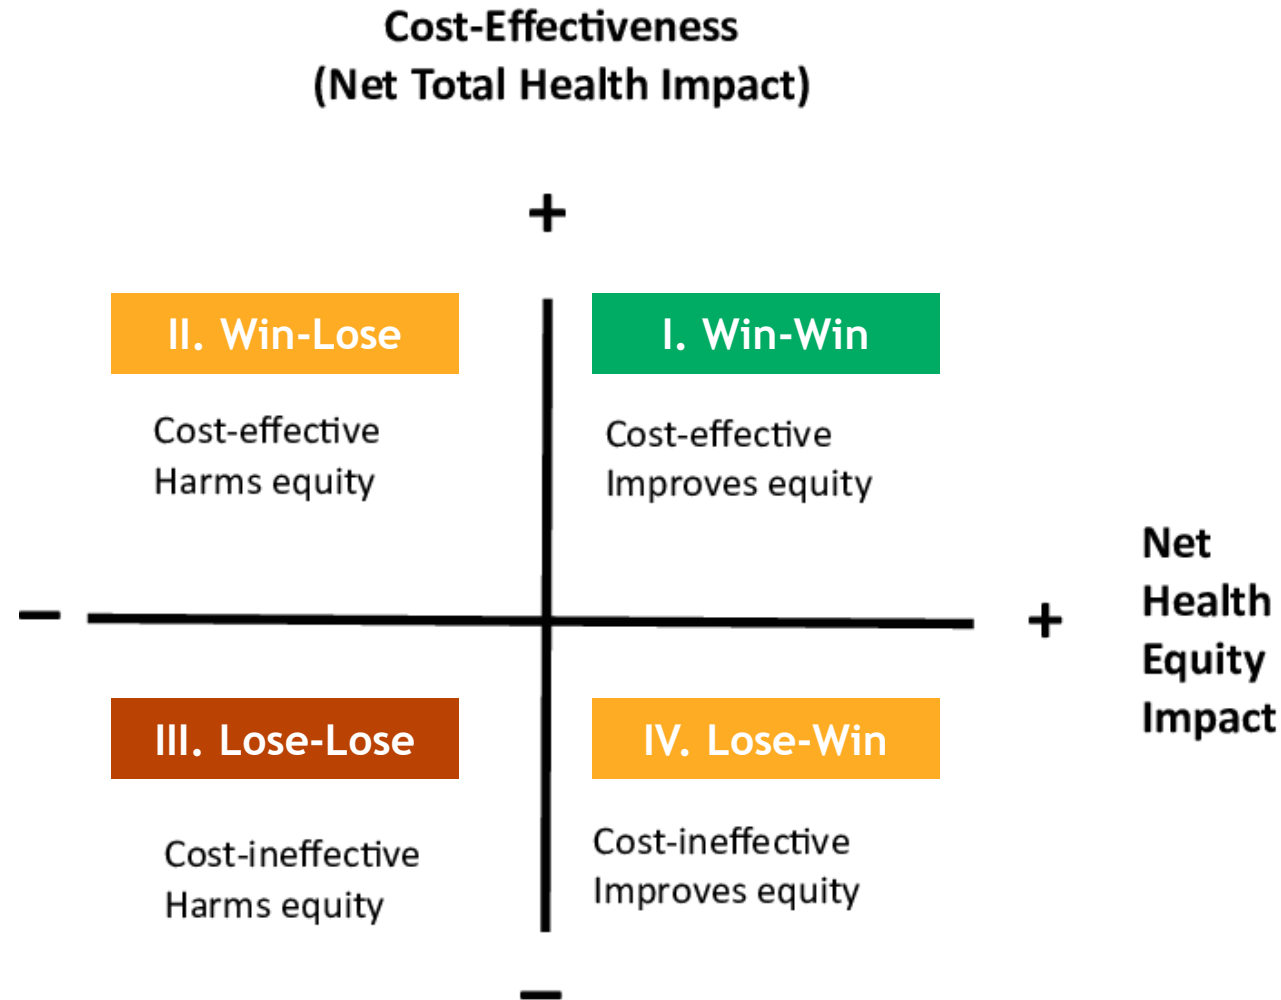 Cost-Effectiveness
(Net Total Health Impact)
+
II. Win-Lose
I. Win-Win
Cost-effective
Harms equity
Cost-effective
Improves equity
Net
Health
Equity
Impact
–
+
III. Lose-Lose
IV. Lose-Win
Cost-ineffective
Harms equity
Cost-ineffective
Improves equity
–